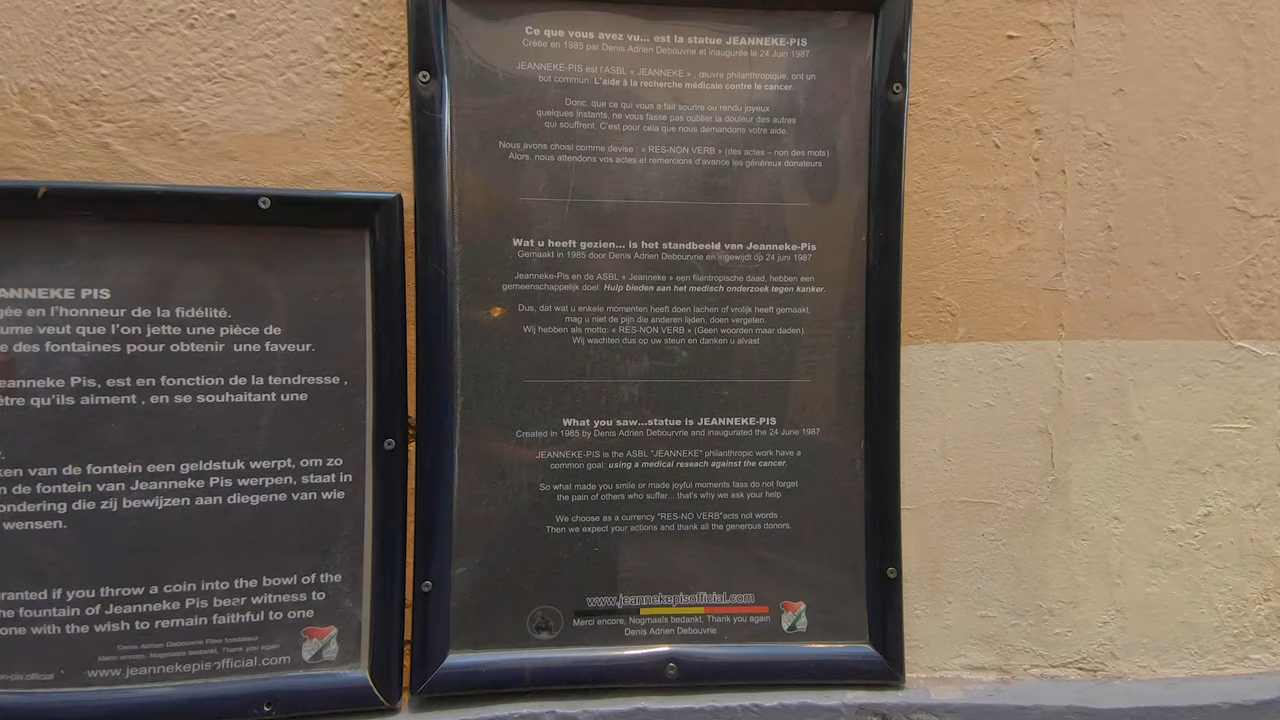 ANNEKE PIS
gée en l'honneur de la fidélité.
ume veut que l'on jette une pièce de
e des fontaines pour obtenir une faveur.
eanneke Pis, est en fonction de la tendresse ,
être qu'ils aiment , en se souhaitant une
ken van de fontein een geldstuk werpt, om zo
n de fontein van Jeanneke Pis werpen, staat in
ondering die zij bewijzen aan diegene van wie
wensen.
ranted if you throw a coin into the bowl of the
he fountain of Jeanneke Pis bear witness to
one with the wish to remain faithful to one
Denis Adrien Debouvrie Fière fondateur
Merci encore, Nogmaals bedankt, Thank you again
www.jeannekepisofficial.com
n-pis.official
Ce que vous avez vu... est la statue JEANNEKE-PIS
Créée en 1985 par Denis Adrien Debouvrie et inaugurée le 24 Juin 1987
JEANNEKE-PIS est l'ASBL « JEANNEKE » , œuvre philanthropique, ont un
but commun: L'aide à la recherche médicale contre le cancer.
Donc, que ce qui vous a fait sourire ou rendu joyeux
quelques instants, ne vous fasse pas oublier la douleur des autres
qui souffrent. C'est pour cela que nous demandons votre aide.
Nous avons choisi comme devise : « RES-NON VERB » (des actes – non des mots).
Alors, nous attendons vos actes et remercions d'avance les généreux donateurs
Wat u heeft gezien... is het standbeeld van Jeanneke-Pis
Gemaakt in 1985 door Denis Adrien Debourvrie en ingewijdt op 24 juni 1987
Jeanneke-Pis en de ASBL « Jeanneke » een filantropische daad, hebben een
gemeenschappelijk doel: Hulp bieden aan het medisch onderzoek tegen kanker.
Dus, dat wat u enkele momenten heeft doen lachen of vrolijk heeft gemaakt,
mag u niet de pijn die anderen lijden, doen vergeten.
Wij hebben als motto: « RES-NON VERB » (Geen woorden maar daden).
Wij wachten dus op uw steun en danken u alvast
What you saw...statue is JEANNEKE-PIS
Created in 1985 by Denis Adrien Debourvrie and inaugurated the 24 June 1987
JEANNEKE-PIS is the ASBL "JEANNEKE" philanthropic work have a
common goal: using a medical reseach against the cancer.
So what made you smile or made joyful moments fass do not forget
the pain of others who suffer... that's why we ask your help
We choose as a currency "RES-NO VERB"acts not words .
Then we expect your actions and thank all the generous donors.
www.jeannekepisofficial.com
Merci encore, Nogmaals bedankt, Thank you again
Denis Adrien Debouvrie